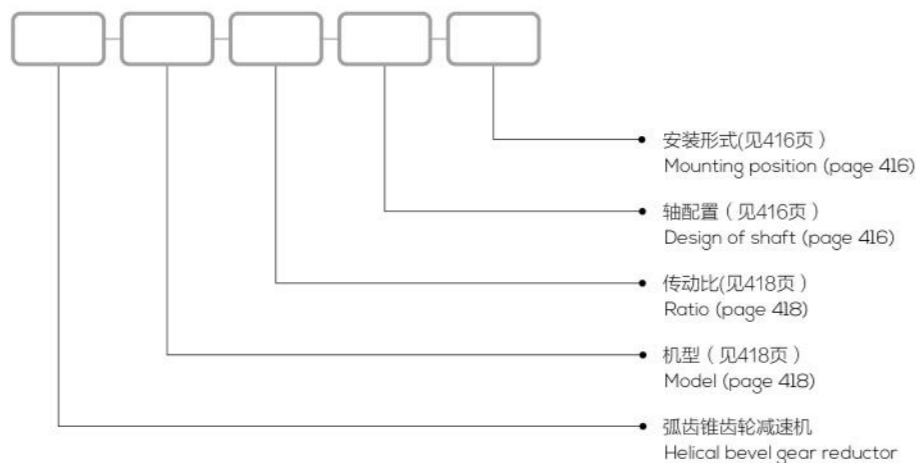 安装形式(见416页）
Mounting position (page 416)
轴配置（见416页）
Design of shaft (page 416)
传动比(见418页）
Ratio (page 418)
机型（见418页）
Model (page 418)
弧齿锥齿轮减速机
Helical bevel gear reductor